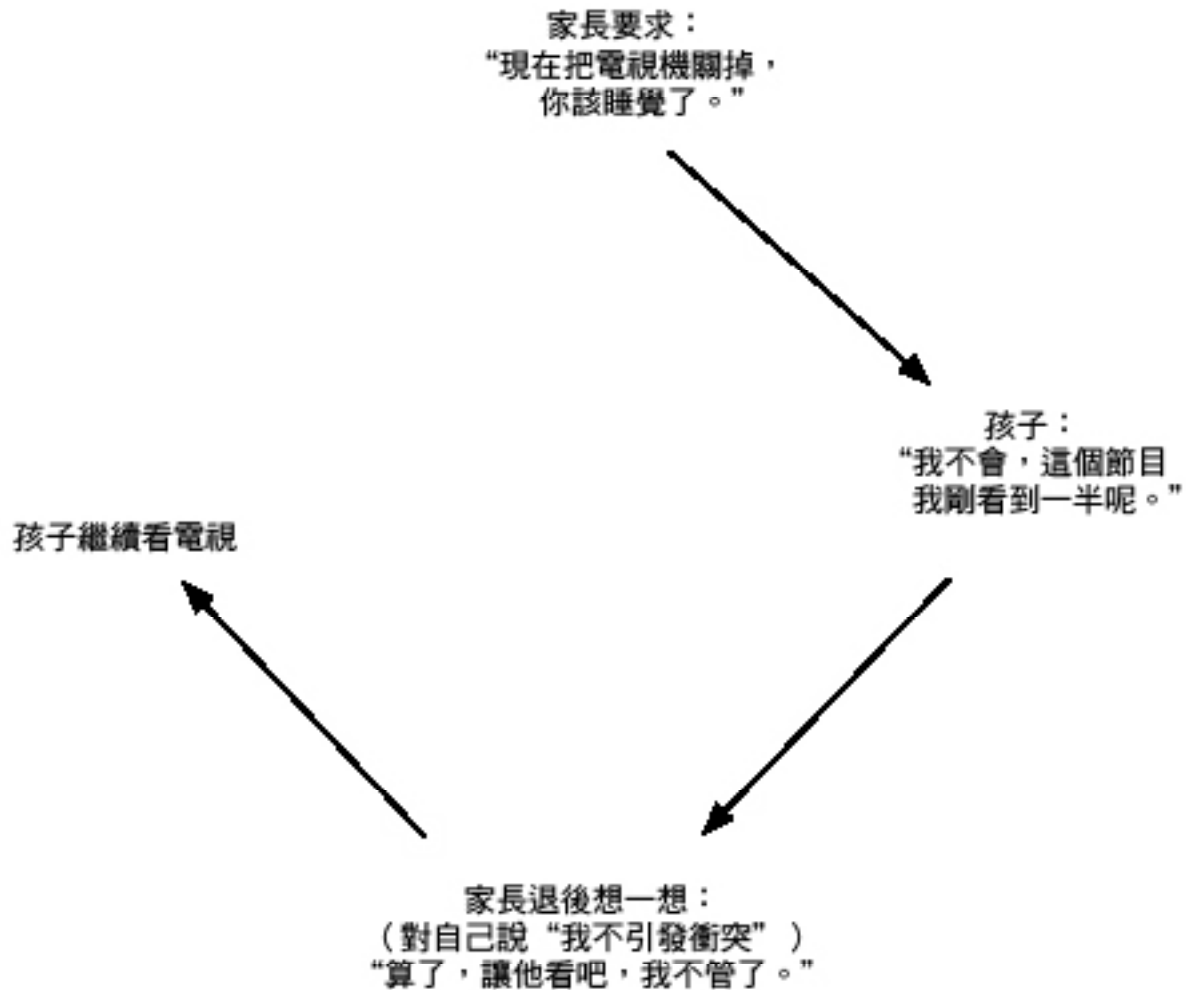 家長要求：
“現在把電視機關掉，
你該睡覺了。”
孩子：
“我不會，這個節目
我剛看到一半呢。”
家長退後想一想：
（對自己說“我不引發衝突”）
“算了，讓他看吧，我不管了。”
孩子繼續看電視